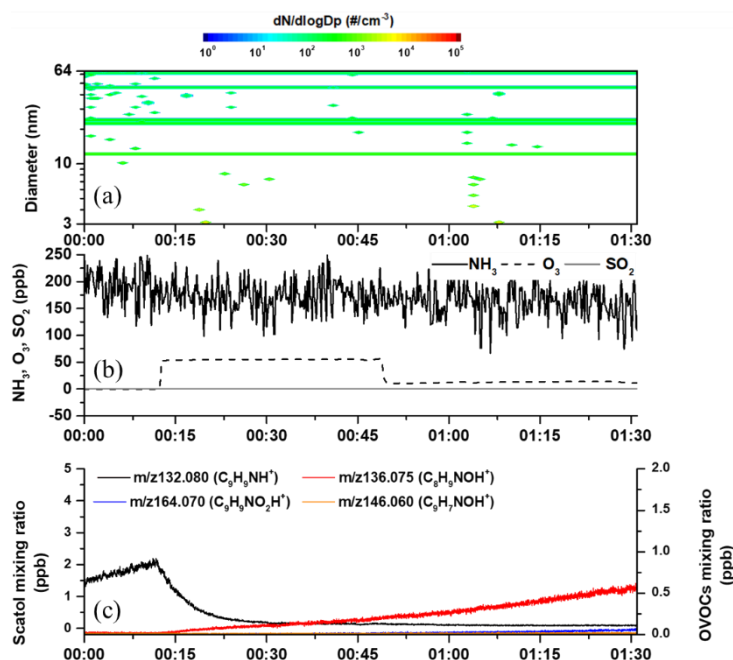 dN/dlogDp (#/cm⁻³)
10⁰ 10¹ 10² 10³ 10⁴ 10⁵
64
10
3
Diameter (nm)
(a)
00:00 00:15 00:30 00:45 01:00 01:15 01:30
250
200
150
100
50
0
-50
NH₃, O₃, SO₂ (ppb)
NH₃ O₃ SO₂
(b)
00:00 00:15 00:30 00:45 01:00 01:15 01:30
5
4
3
2
1
0
Scatol mixing ratio
(ppb)
m/z132.080 (C₉H₉NH⁺) m/z136.075 (C₈H₉NOH⁺)
m/z164.070 (C₉H₉NO₂H⁺) m/z146.060 (C₉H₇NOH⁺)
(c)
2.0
1.5
1.0
0.5
0.0
OVOCs mixing ratio
(ppb)
00:00 00:15 00:30 00:45 01:00 01:15 01:30